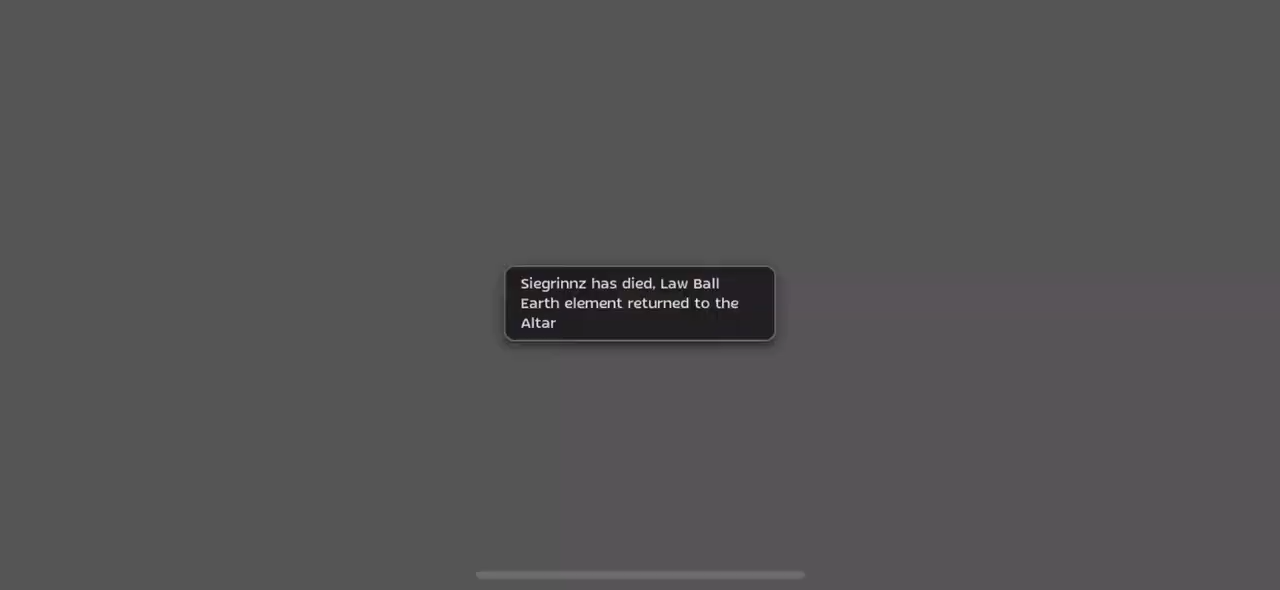 Siegrinnz has died, Law Ball
Earth element returned to the
Altar